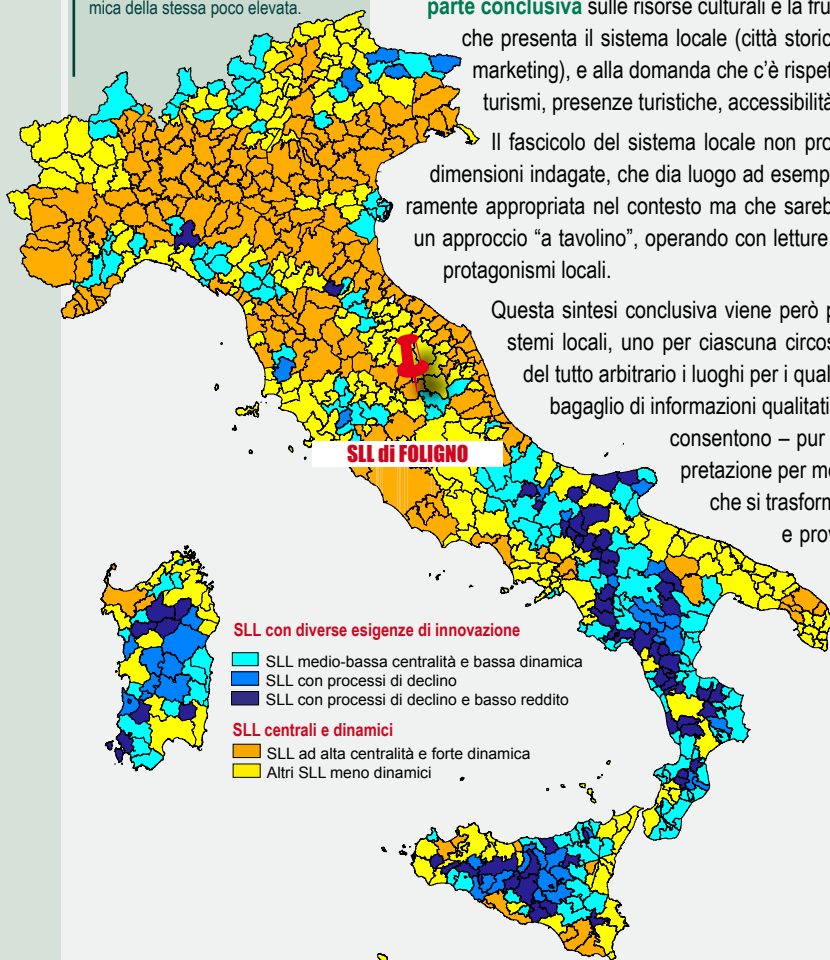 mica della stessa poco elevata.
parte conclusiva sulle risorse culturali e la fru
che presenta il sistema locale (città storic
marketing), e alla domanda che c'è rispet
turismi, presenze turistiche, accessibilità
Il fascicolo del sistema locale non pro
dimensioni indagate, che dia luogo ad esemp
ramente appropriata nel contesto ma che sareb
un approccio “a tavolino”, operando con letture
protagonismi locali.
Questa sintesi conclusiva viene però p
stemi locali, uno per ciascuna circos
del tutto arbitrario i luoghi per i qual
bagaglio di informazioni qualitati
consentono – pur
pretazione per me
che si trasform
e prov
SLL di FOLIGNO
SLL con diverse esigenze di innovazione
SLL medio-bassa centralità e bassa dinamica
SLL con processi di declino
SLL con processi di declino e basso reddito
SLL centrali e dinamici
SLL ad alta centralità e forte dinamica
Altri SLL meno dinamici